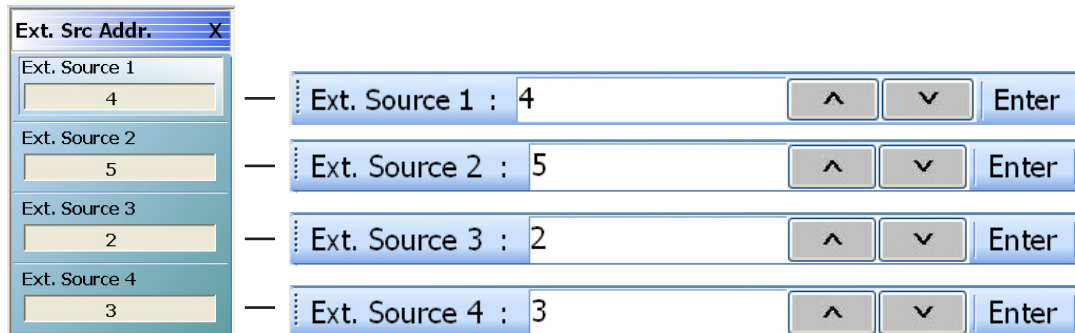 Ext. Src Addr. X
Ext. Source 1
4
Ext. Source 2
5
Ext. Source 3
2
Ext. Source 4
3
Ext. Source 1 : 4 Enter
Ext. Source 2 : 5 Enter
Ext. Source 3 : 2 Enter
Ext. Source 4 : 3 Enter